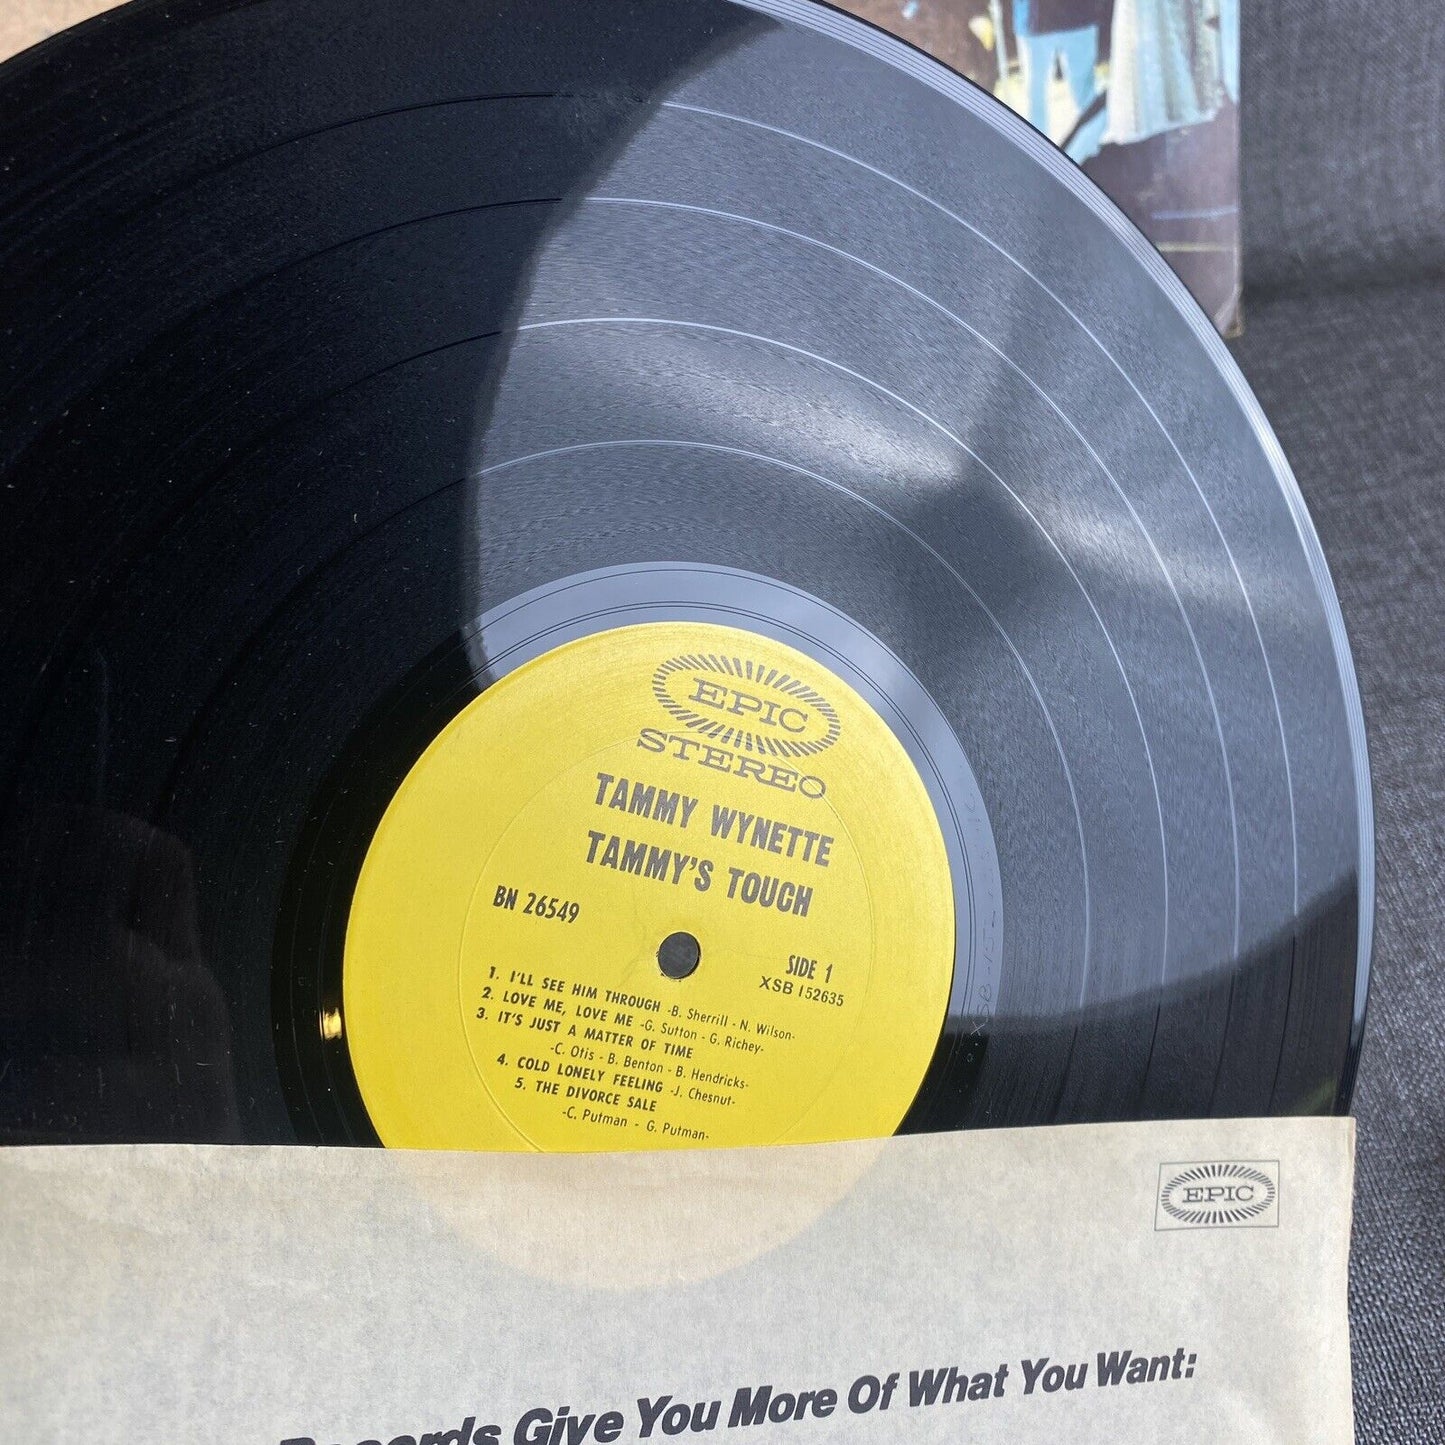 EPIC
STEREO
TAMMY WYNETTE
TAMMY'S TOUCH
BN 26549
SIDE 1
XSB 152635
1. I'LL SEE HIM THROUGH -B. Sherrill - N. Wilson-
2. LOVE ME, LOVE ME -G. Sutton - G. Richey-
3. IT'S JUST A MATTER OF TIME
-C. Otis - B. Benton - B. Hendricks-
4. COLD LONELY FEELING -J. Chesnut-
5. THE DIVORCE SALE
-C. Putman - G. Putman-
EPIC
Records Give You More Of What You Want: